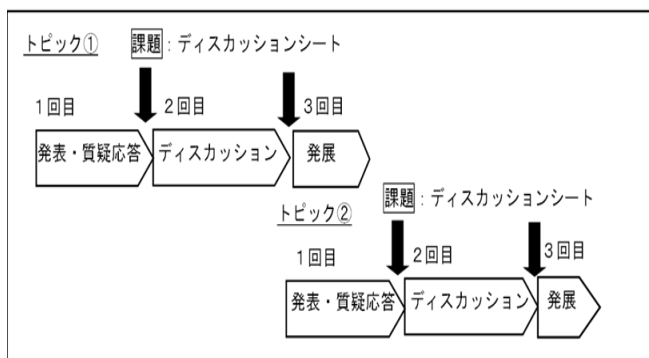 トピック① 課題:ディスカッションシート
1回目 2回目 3回目
発表・質疑応答 ディスカッション 発展
課題:ディスカッションシート
トピック②
1回目 2回目 3回目
発表・質疑応答 ディスカッション 発展